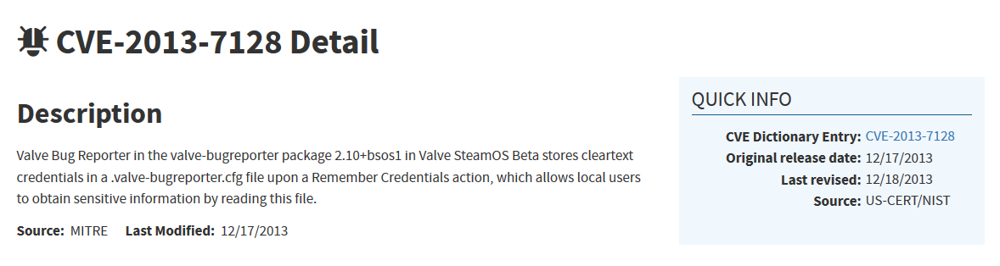 CVE-2013-7128 Detail
Description
Valve Bug Reporter in the valve-bugreporter package 2.10+bsos1 in Valve SteamOS Beta stores cleartext
credentials in a .valve-bugreporter.cfg file upon a Remember Credentials action, which allows local users
to obtain sensitive information by reading this file.
Source: MITRE Last Modified: 12/17/2013
QUICK INFO
CVE Dictionary Entry: CVE-2013-7128
Original release date: 12/17/2013
Last revised: 12/18/2013
Source: US-CERT/NIST